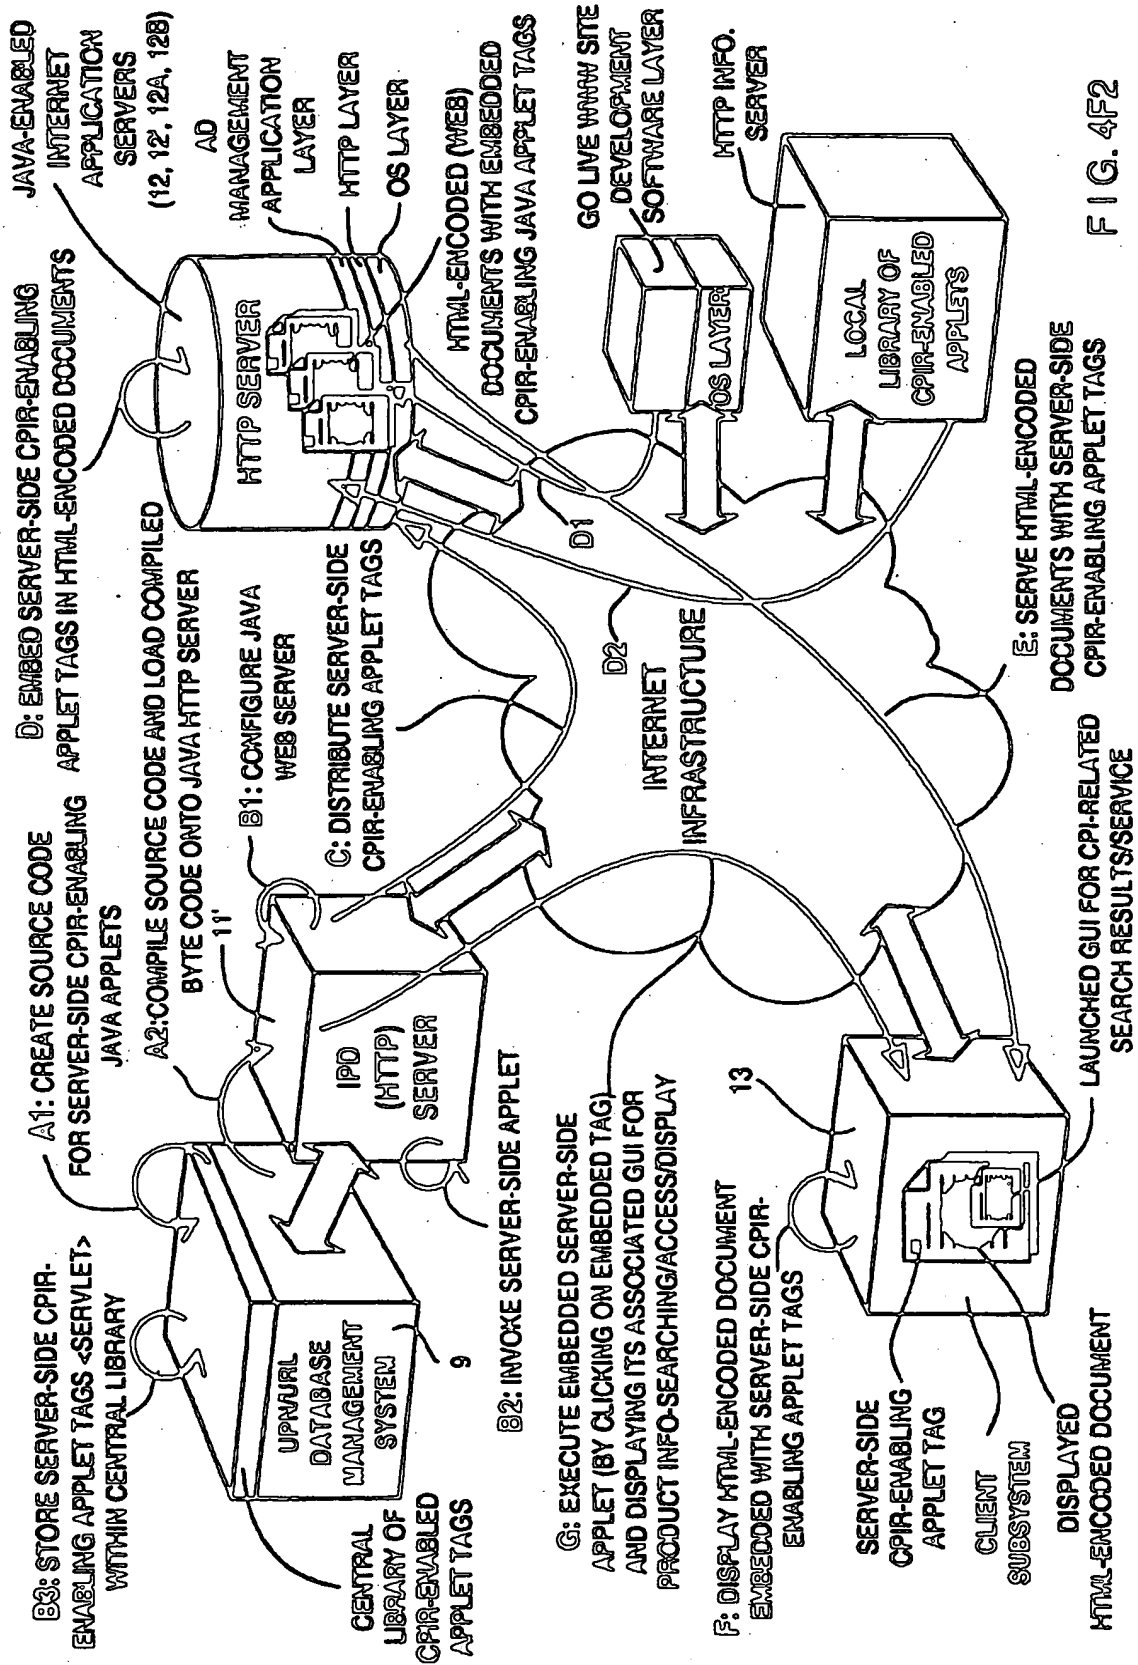 B3: STORE SERVER-SIDE CPIR-
ENABLING APPLET TAGS <SERVLET>
WITHIN CENTRAL LIBRARY
A1: CREATE SOURCE CODE
FOR SERVER-SIDE CPIR-ENABLING
JAVA APPLETS
A2:COMPILE SOURCE CODE AND LOAD COMPILED
BYTE CODE ONTO JAVA HTTP SERVER
11'
B1: CONFIGURE JAVA
WEB SERVER
C: DISTRIBUTE SERVER-SIDE
CPIR-ENABLING APPLET TAGS
D: EMBED SERVER-SIDE CPIR-ENABLING
APPLET TAGS IN HTML-ENCODED DOCUMENTS
JAVA-ENABLED
INTERNET
APPLICATION
SERVERS
(12, 12', 12A, 12B)
HTTP SERVER
AD
MANAGEMENT
APPLICATION
LAYER
HTTP LAYER
OS LAYER
HTML-ENCODED (WEB)
DOCUMENTS WITH EMBEDDED
CPIR-ENABLING JAVA APPLET TAGS
UPN/URL
DATABASE
MANAGEMENT
SYSTEM
9
CENTRAL
LIBRARY OF
CPIR-ENABLED
APPLET TAGS
IPD
(HTTP)
SERVER
B2: INVOKE SERVER-SIDE APPLET
G: EXECUTE EMBEDDED SERVER-SIDE
APPLET (BY CLICKING ON EMBEDDED TAG)
AND DISPLAYING ITS ASSOCIATED GUI FOR
PRODUCT INFO-SEARCHING/ACCESS/DISPLAY
D1
D2
INTERNET
INFRASTRUCTURE
GO LIVE WWW SITE
DEVELOPMENT
SOFTWARE LAYER
OS LAYER
HTTP INFO.
SERVER
LOCAL
LIBRARY OF
CPIR-ENABLED
APPLETS
F: DISPLAY HTML-ENCODED DOCUMENT
EMBEDDED WITH SERVER-SIDE CPIR-
ENABLING APPLET TAGS
13
SERVER-SIDE
CPIR-ENABLING
APPLET TAG
CLIENT
SUBSYSTEM
DISPLAYED
HTML-ENCODED DOCUMENT
LAUNCHED GUI FOR CPI-RELATED
SEARCH RESULTS/SERVICE
E: SERVE HTML-ENCODED
DOCUMENTS WITH SERVER-SIDE
CPIR-ENABLING APPLET TAGS
FIG. 4F2